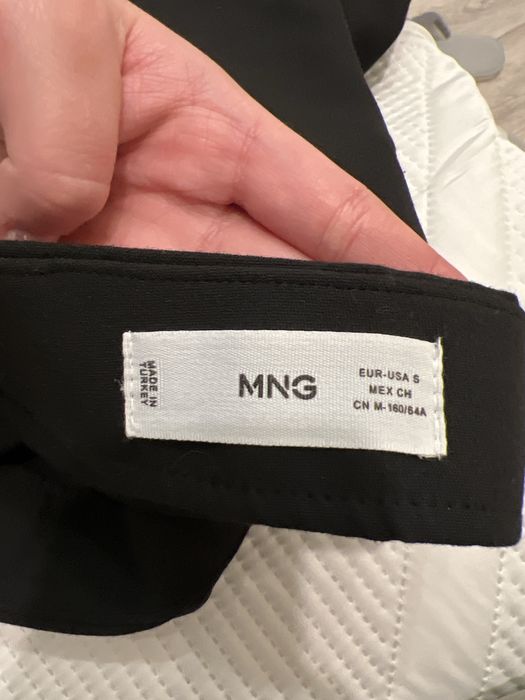 MADE IN
TURKEY
MNG
EUR-USA S
MEX CH
CN M-160/64A